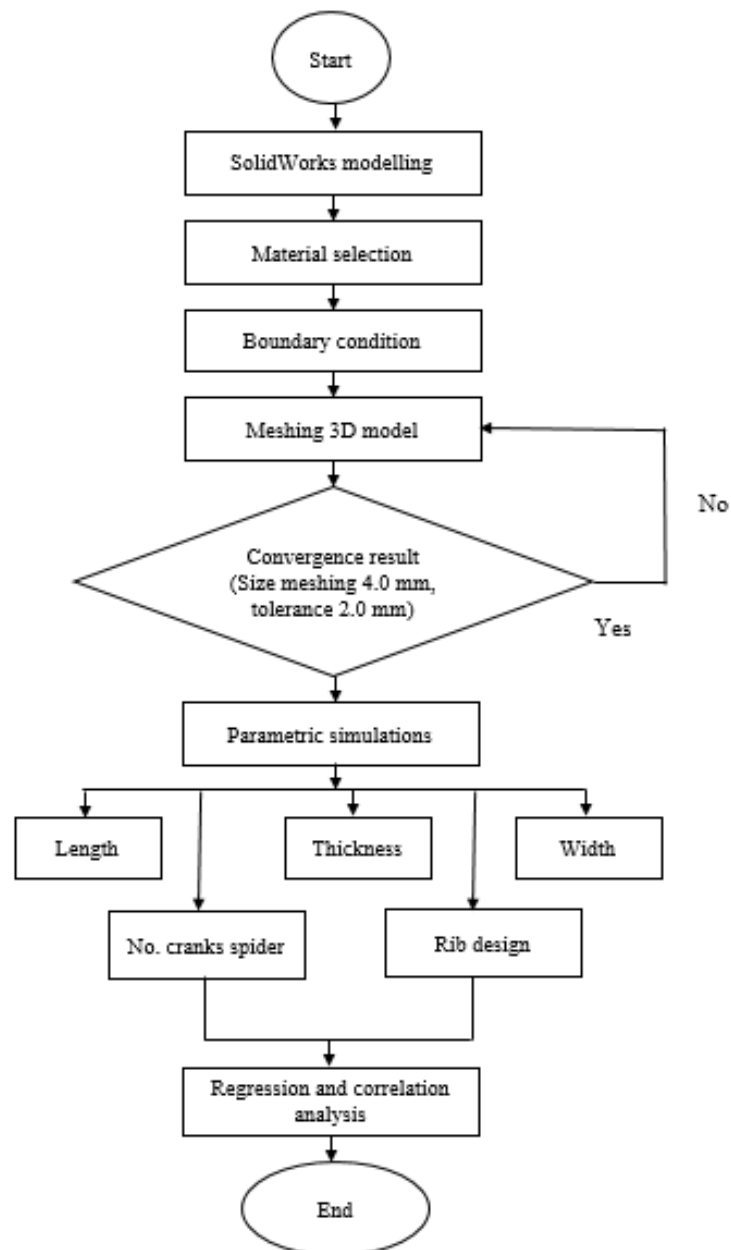 Start
SolidWorks modelling
Material selection
Boundary condition
Meshing 3D model
No
Convergence result
(Size meshing 4.0 mm,
tolerance 2.0 mm)
Yes
Parametric simulations
Length
Thickness
Width
No. cranks spider
Rib design
Regression and correlation
analysis
End